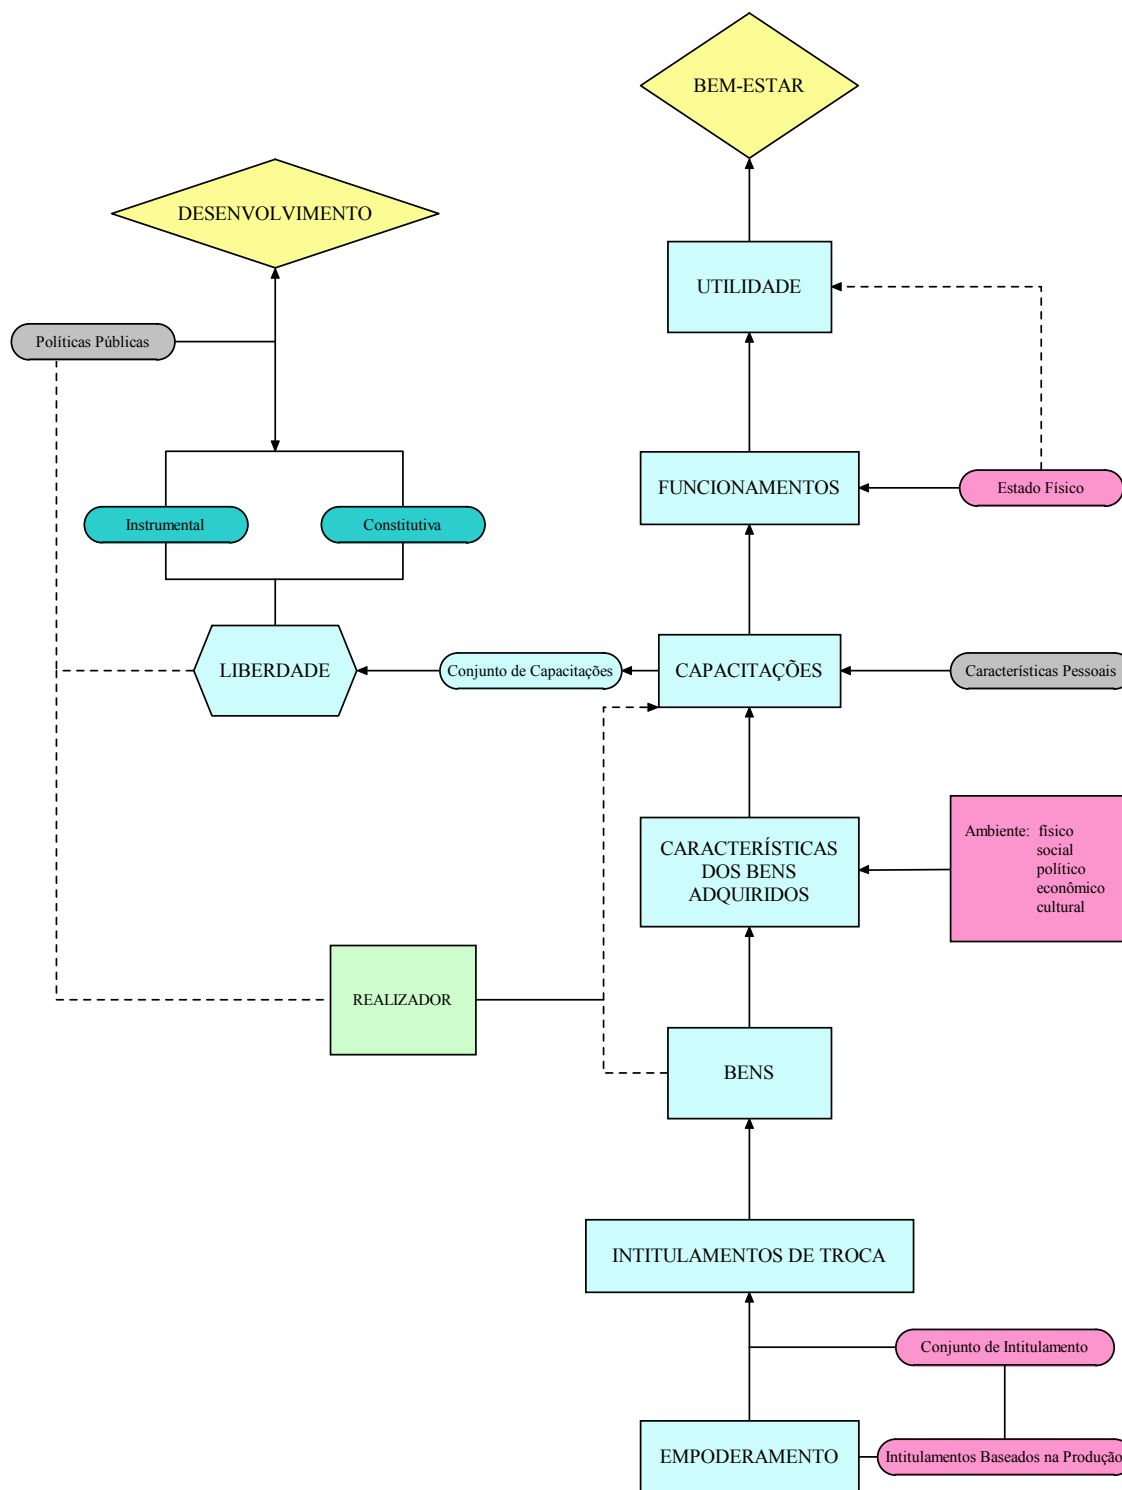 BEM-ESTAR
DESENVOLVIMENTO
UTILIDADE
Políticas Públicas
FUNCIONAMENTOS
Estado Físico
Instrumental
Constitutiva
LIBERDADE
Conjunto de Capacitações
CAPACITAÇÕES
Características Pessoais
Ambiente: físico
social
político
econômico
cultural
CARACTERÍSTICAS
DOS BENS
ADQUIRIDOS
REALIZADOR
BENS
INTITULAMENTOS DE TROCA
Conjunto de Intitulamento
EMPODERAMENTO
Intitulamentos Baseados na Produção